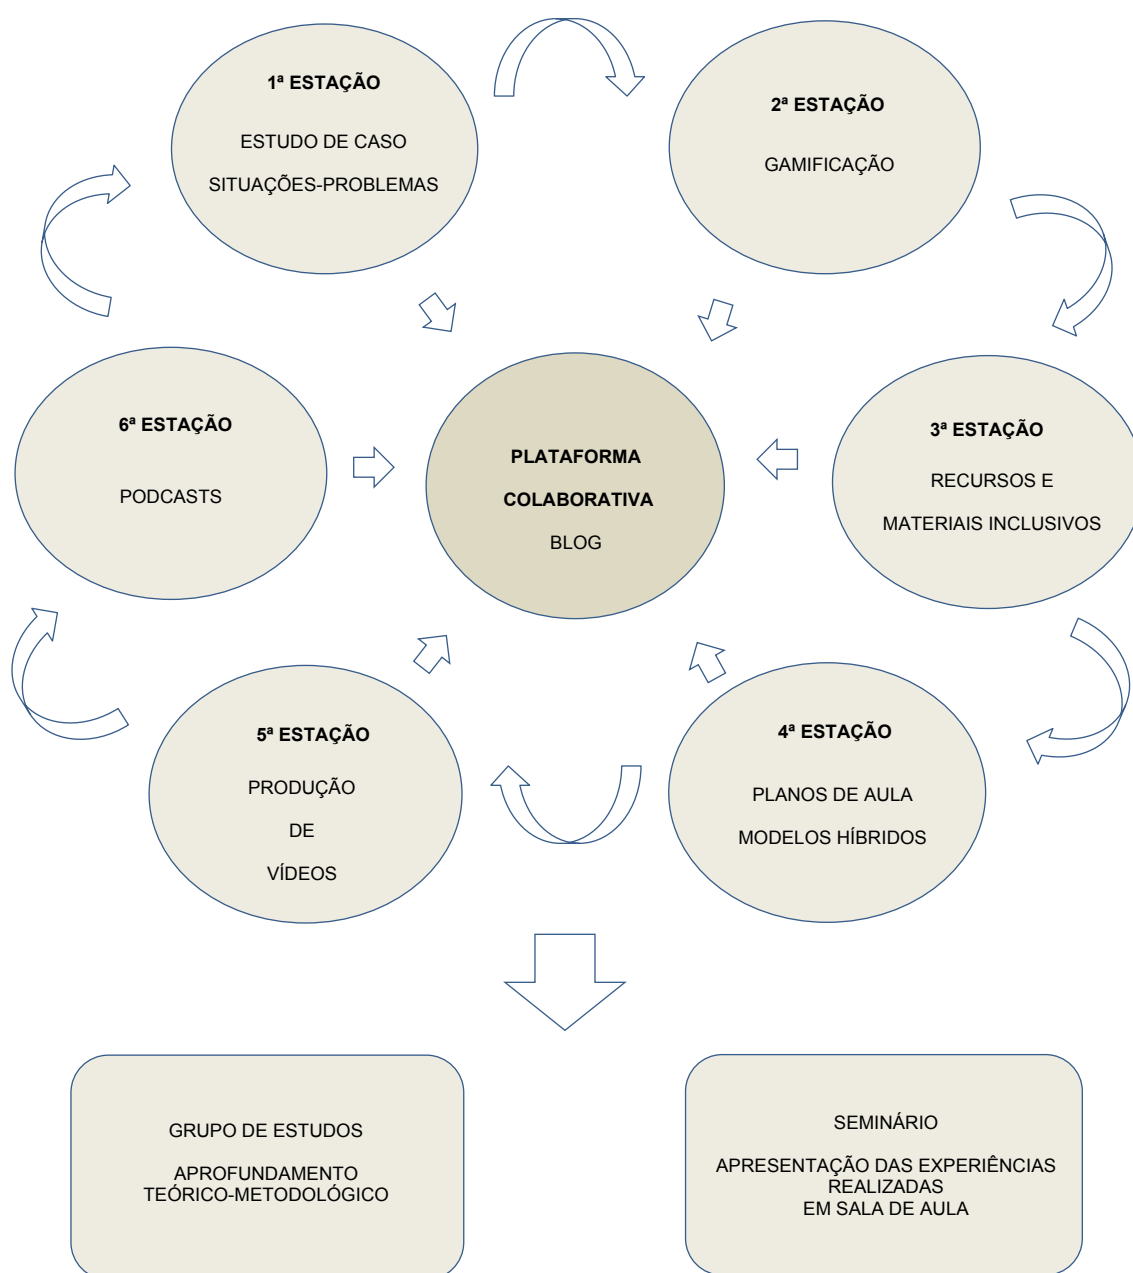 1ª ESTAÇÃO
ESTUDO DE CASO
SITUAÇÕES-PROBLEMAS
2ª ESTAÇÃO
GAMIFICAÇÃO
3ª ESTAÇÃO
RECURSOS E
MATERIAIS INCLUSIVOS
4ª ESTAÇÃO
PLANOS DE AULA
MODELOS HÍBRIDOS
5ª ESTAÇÃO
PRODUÇÃO
DE
VÍDEOS
6ª ESTAÇÃO
PODCASTS
PLATAFORMA
COLABORATIVA
BLOG
GRUPO DE ESTUDOS
APROFUNDAMENTO
TEÓRICO-METODOLÓGICO
SEMINÁRIO
APRESENTAÇÃO DAS EXPERIÊNCIAS
REALIZADAS
EM SALA DE AULA